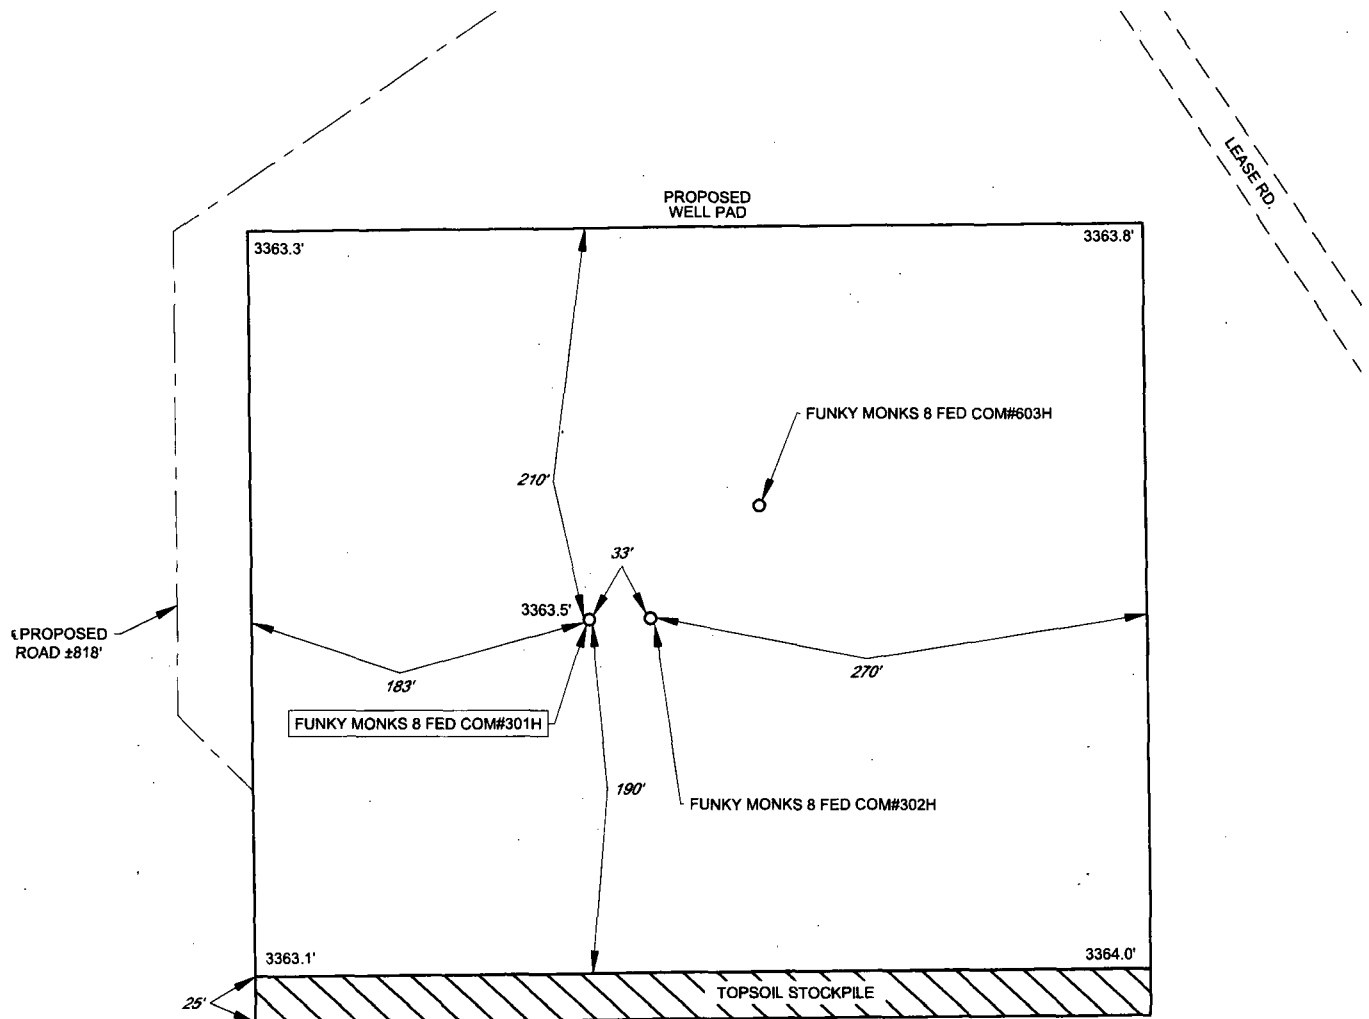 LEASE RD.
PROPOSED
WELL PAD
3363.3'
3363.8'
FUNKY MONKS 8 FED COM#603H
210'
33'
3363.5'
℄PROPOSED
ROAD ±818'
183'
270'
FUNKY MONKS 8 FED COM#301H
190'
FUNKY MONKS 8 FED COM#302H
3363.1'
3364.0'
25'
TOPSOIL STOCKPILE